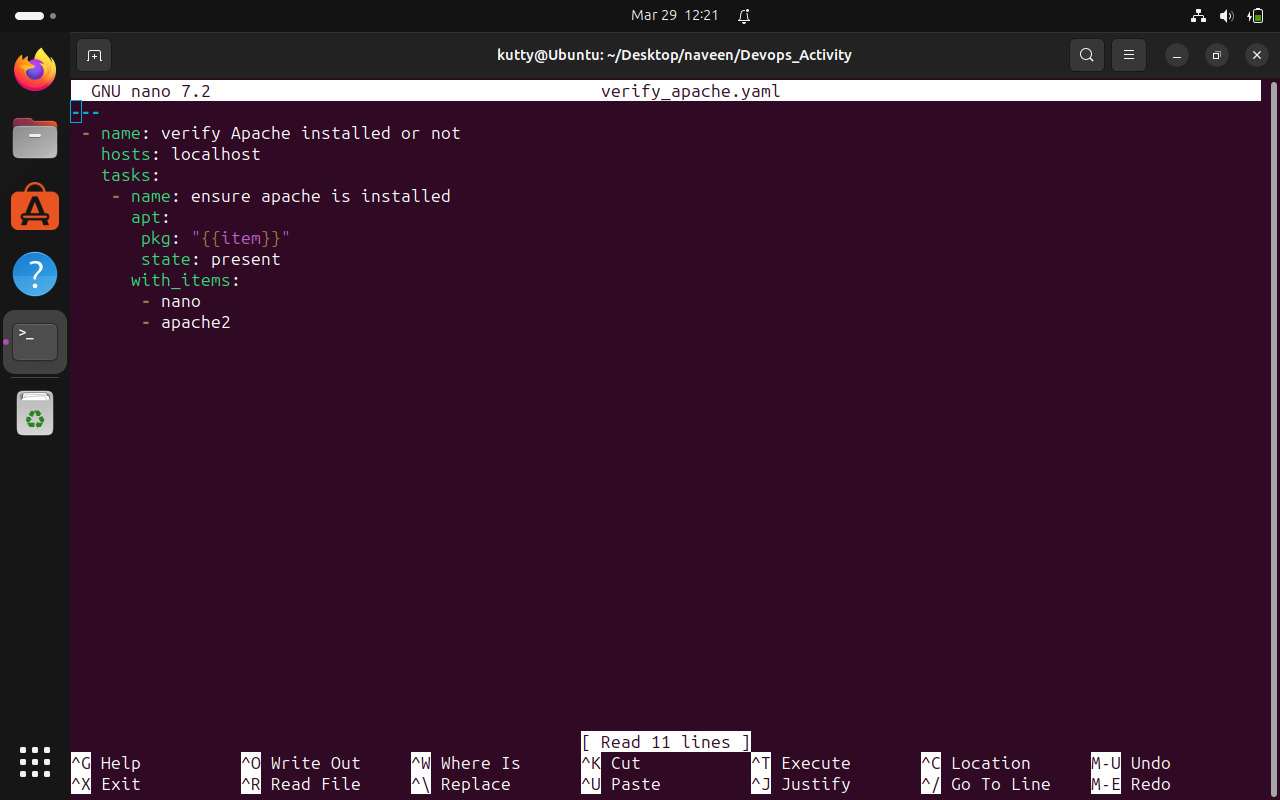 Mar 29 12:21
kutty@Ubuntu: ~/Desktop/naveen/Devops_Activity
GNU nano 7.2 verify_apache.yaml
---
 - name: verify Apache installed or not
   hosts: localhost
   tasks:
    - name: ensure apache is installed
      apt:
       pkg: "{{item}}"
       state: present
      with_items:
       - nano
       - apache2
[ Read 11 lines ]
^G Help ^O Write Out ^W Where Is ^K Cut ^T Execute ^C Location M-U Undo
^X Exit ^R Read File ^\ Replace ^U Paste ^J Justify ^/ Go To Line M-E Redo